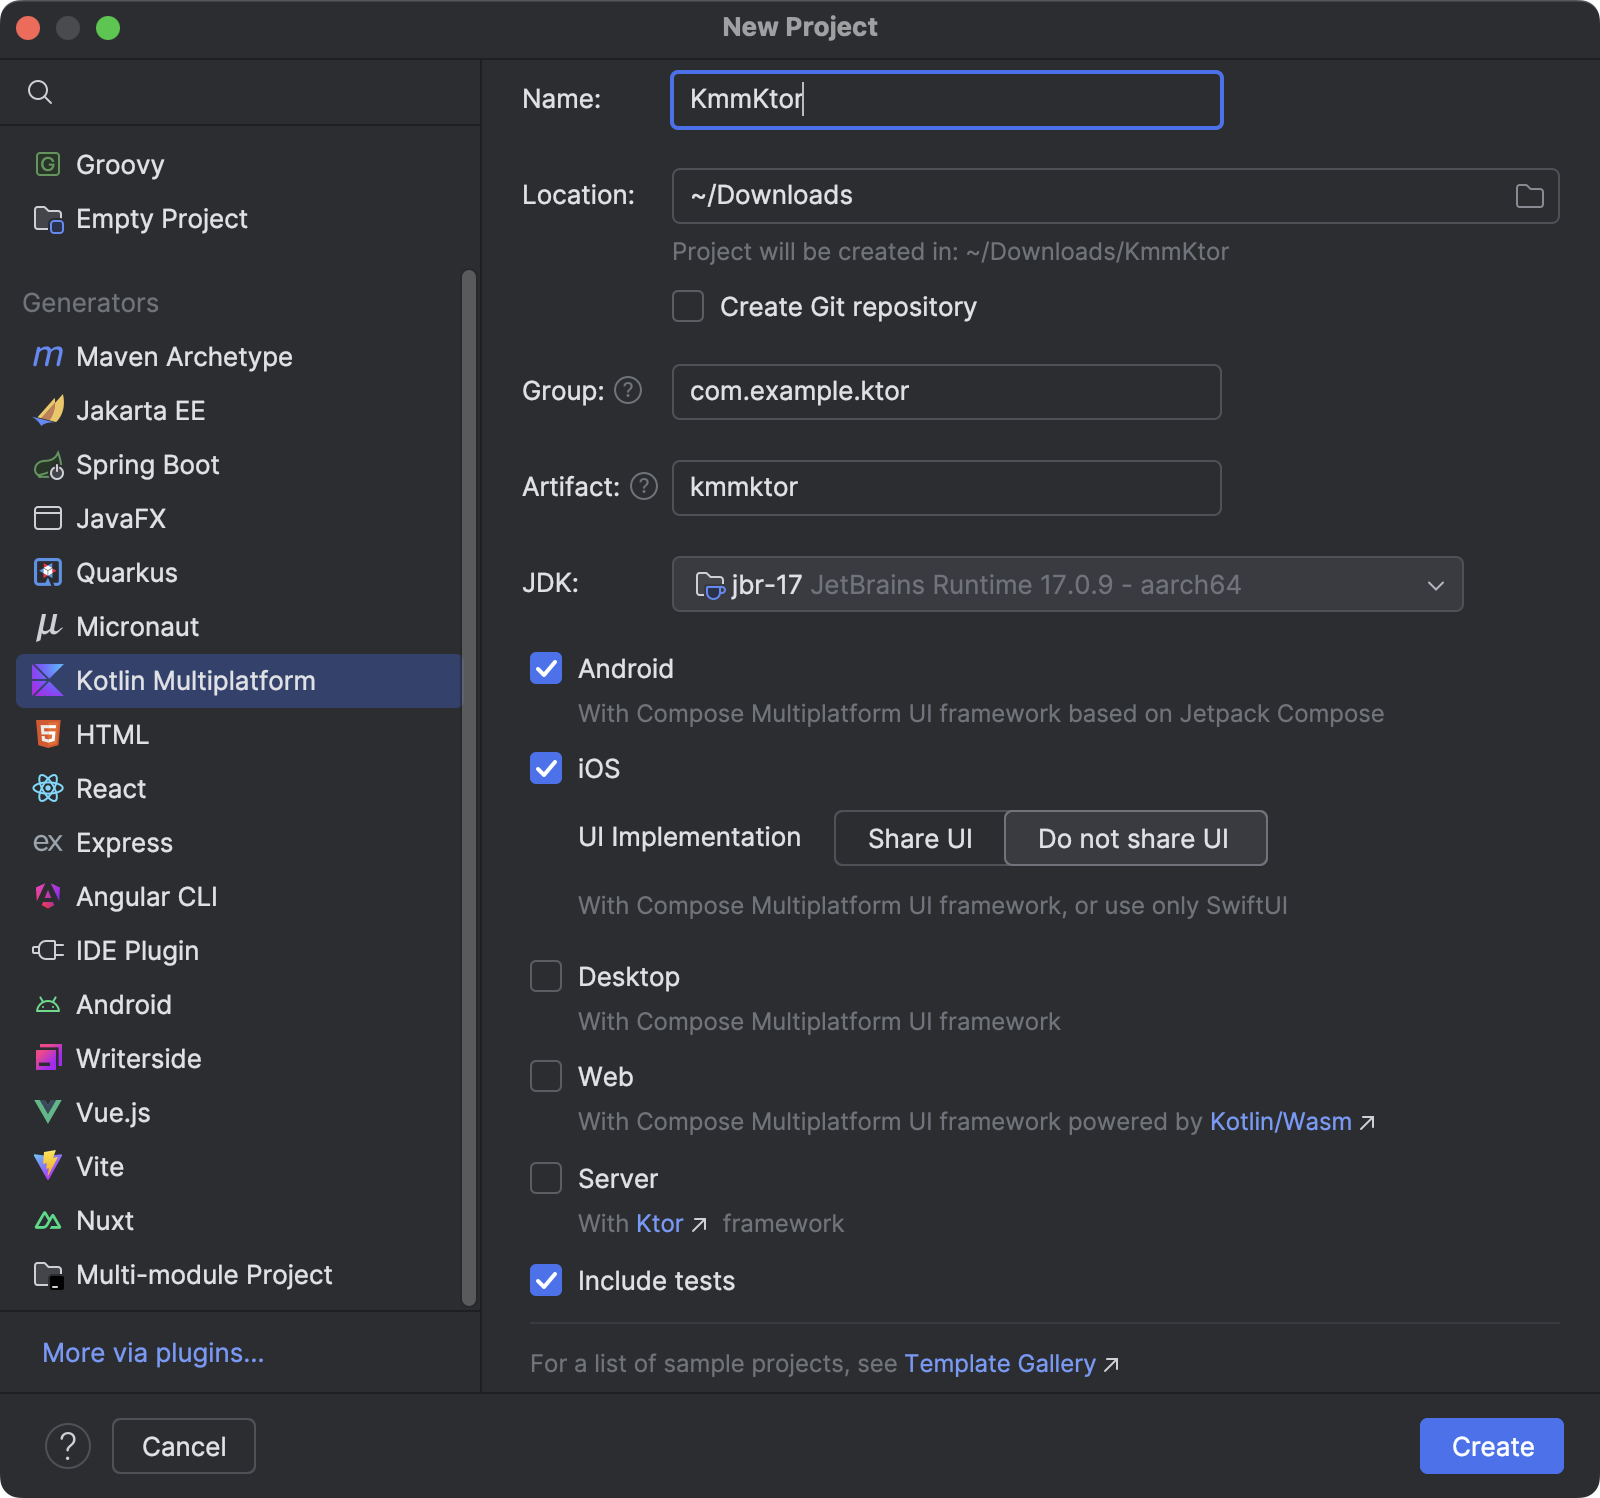 New Project
Groovy
Empty Project
Generators
Maven Archetype
Jakarta EE
Spring Boot
JavaFX
Quarkus
Micronaut
Kotlin Multiplatform
HTML
React
Express
Angular CLI
IDE Plugin
Android
Writerside
Vue.js
Vite
Nuxt
Multi-module Project
More via plugins...
Name: KmmKtor
Location: ~/Downloads
Project will be created in: ~/Downloads/KmmKtor
Create Git repository
Group: ? com.example.ktor
Artifact: ? kmmktor
JDK: jbr-17 JetBrains Runtime 17.0.9 - aarch64
Android
With Compose Multiplatform UI framework based on Jetpack Compose
iOS
UI Implementation Share UI Do not share UI
With Compose Multiplatform UI framework, or use only SwiftUI
Desktop
With Compose Multiplatform UI framework
Web
With Compose Multiplatform UI framework powered by Kotlin/Wasm ↗
Server
With Ktor ↗ framework
Include tests
For a list of sample projects, see Template Gallery ↗
? Cancel Create